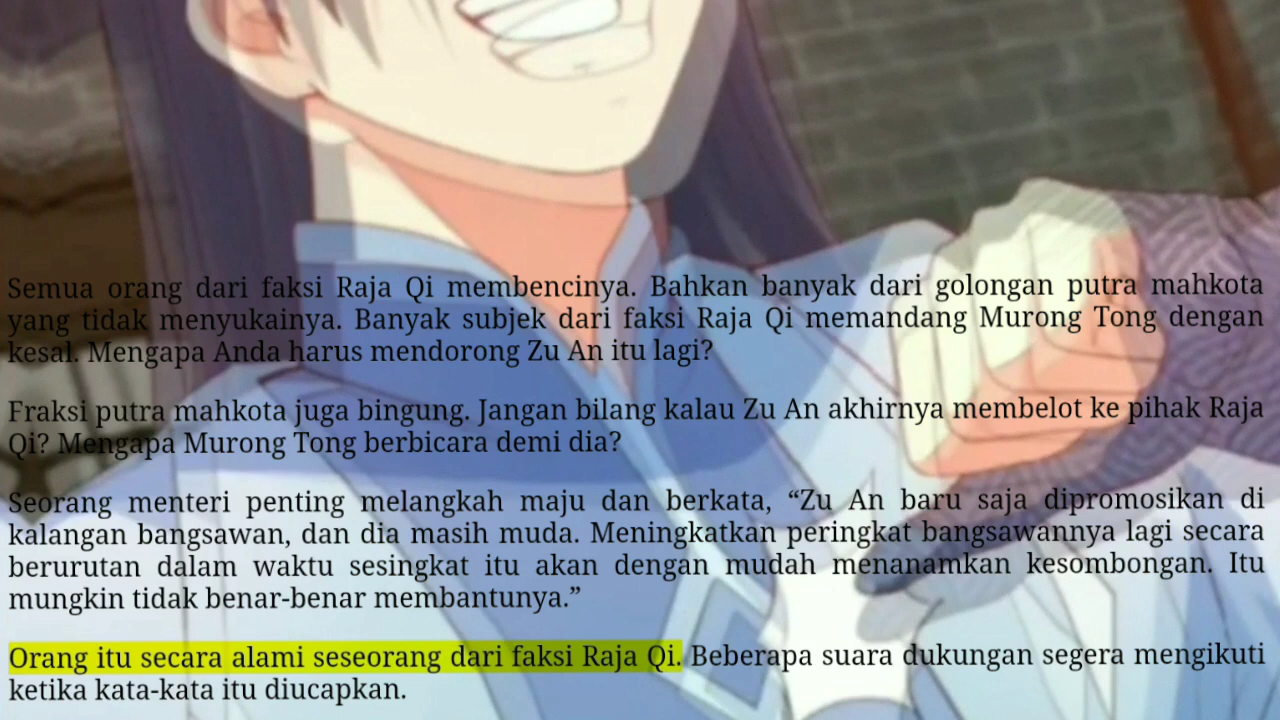 Semua orang dari faksi Raja Qi membencinya. Bahkan banyak dari golongan putra mahkota
yang tidak menyukainya. Banyak subjek dari faksi Raja Qi memandang Murong Tong dengan
kesal. Mengapa Anda harus mendorong Zu An itu lagi?
Fraksi putra mahkota juga bingung. Jangan bilang kalau Zu An akhirnya membelot ke pihak Raja
Qi? Mengapa Murong Tong berbicara demi dia?
Seorang menteri penting melangkah maju dan berkata, “Zu An baru saja dipromosikan di
kalangan bangsawan, dan dia masih muda. Meningkatkan peringkat bangsawannya lagi secara
berurutan dalam waktu sesingkat itu akan dengan mudah menanamkan kesombongan. Itu
mungkin tidak benar-benar membantunya.”
Orang itu secara alami seseorang dari faksi Raja Qi. Beberapa suara dukungan segera mengikuti
ketika kata-kata itu diucapkan.